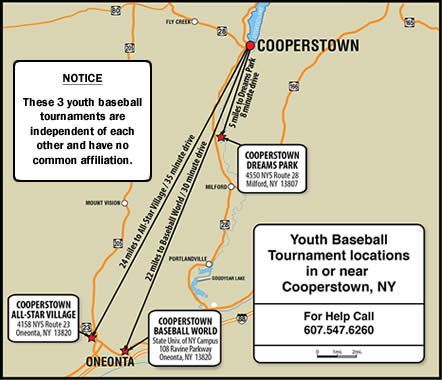 80
FLY CREEK
28
COOPERSTOWN
NOTICE
These 3 youth baseball
tournaments are
independent of each
other and have no
common affiliation.
166
5 miles to Dreams Park
8 minute drive
24 miles to All-Star Village / 35 minute drive
22 miles to Baseball World / 30 minute drive
COOPERSTOWN
DREAMS PARK
4550 NYS Route 28
Milford, NY 13807
MILFORD
28
MOUNT VISION
PORTLANDVILLE
GOODYEAR LAKE
Youth Baseball
Tournament locations
in or near
Cooperstown, NY
For Help Call
607.547.6260
0 1mi. 2mi.
COOPERSTOWN
ALL-STAR VILLAGE
4158 NYS Route 23
Oneonta, NY 13820
COOPERSTOWN
BASEBALL WORLD
State Univ. of NY Campus
108 Ravine Parkway
Oneonta, NY 13820
ONEONTA